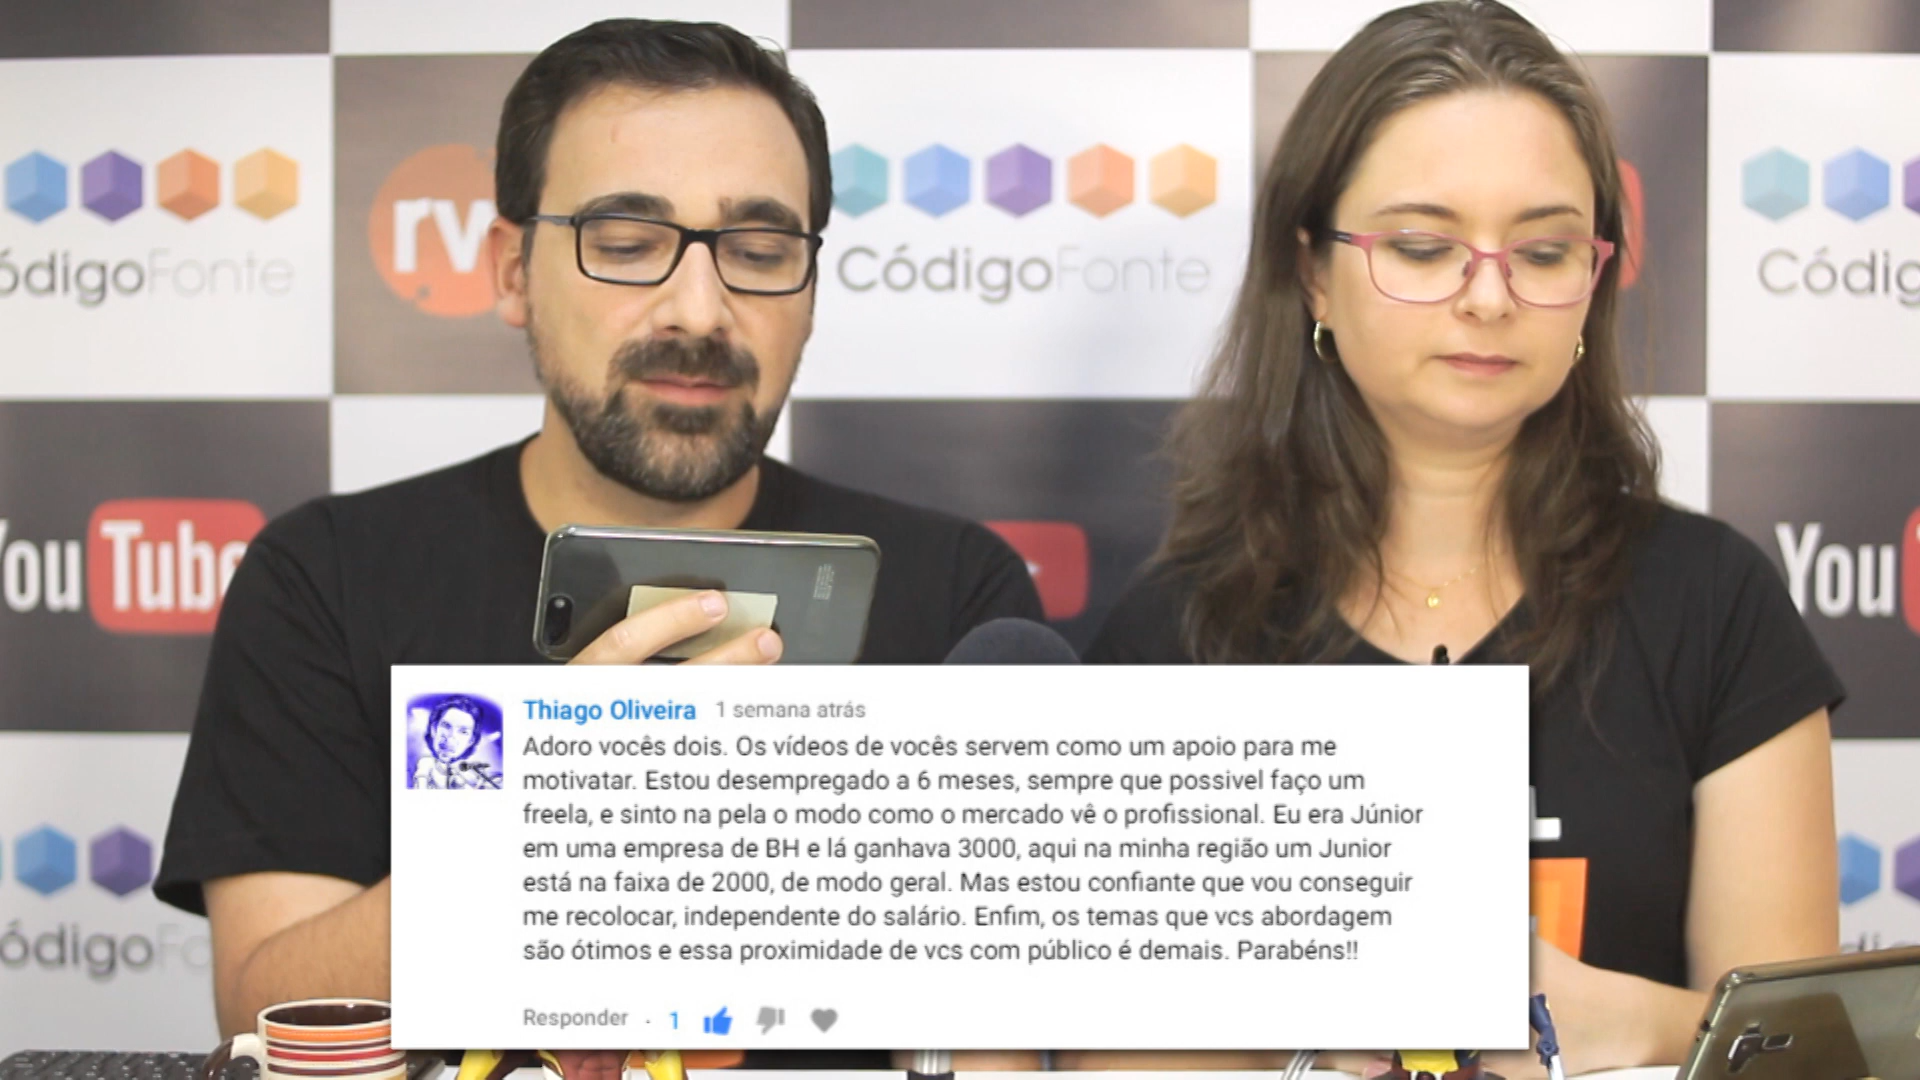 códigoFonte
rv
CódigoFonte
Códig
You Tube
You
Thiago Oliveira 1 semana atrás
Adoro vocês dois. Os vídeos de vocês servem como um apoio para me
motivatar. Estou desempregado a 6 meses, sempre que possivel faço um
freela, e sinto na pela o modo como o mercado vê o profissional. Eu era Júnior
em uma empresa de BH e lá ganhava 3000, aqui na minha região um Junior
está na faixa de 2000, de modo geral. Mas estou confiante que vou conseguir
me recolocar, independente do salário. Enfim, os temas que vcs abordagem
são ótimos e essa proximidade de vcs com público é demais. Parabéns!!
ódigoFo
Responder · 1